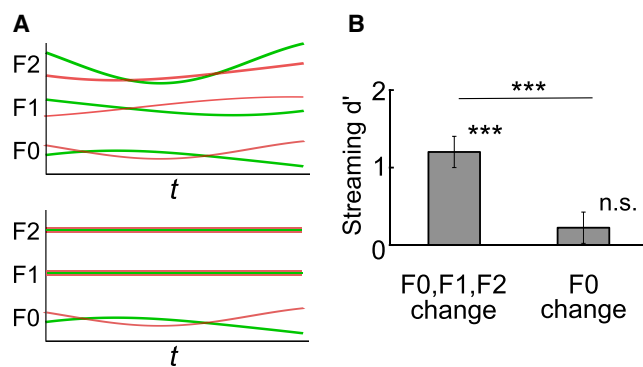 A
F2
F1
F0
t
F2
F1
F0
t
B
Streaming d'
2
1
0
***
***
n.s.
F0,F1,F2
change
F0
change